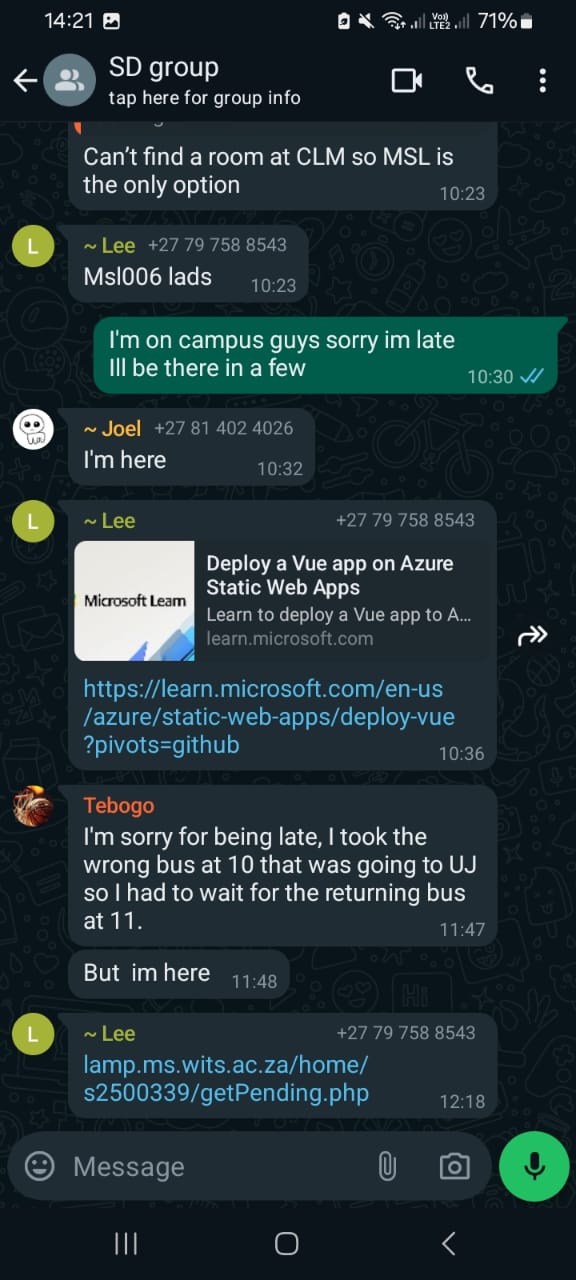 14:21
Vo))
LTE2
71%
SD group
tap here for group info
Can't find a room at CLM so MSL is
the only option
10:23
L
~ Lee +27 79 758 8543
Msl006 lads
10:23
I'm on campus guys sorry im late
Ill be there in a few
10:30
~ Joel +27 81 402 4026
I'm here
10:32
L
~ Lee +27 79 758 8543
Microsoft Learn
Deploy a Vue app on Azure
Static Web Apps
Learn to deploy a Vue app to A...
learn.microsoft.com
https://learn.microsoft.com/en-us
/azure/static-web-apps/deploy-vue
?pivots=github
10:36
Tebogo
I'm sorry for being late, I took the
wrong bus at 10 that was going to UJ
so I had to wait for the returning bus
at 11.
11:47
But im here
11:48
L
~ Lee +27 79 758 8543
lamp.ms.wits.ac.za/home/
s2500339/getPending.php
12:18
Message